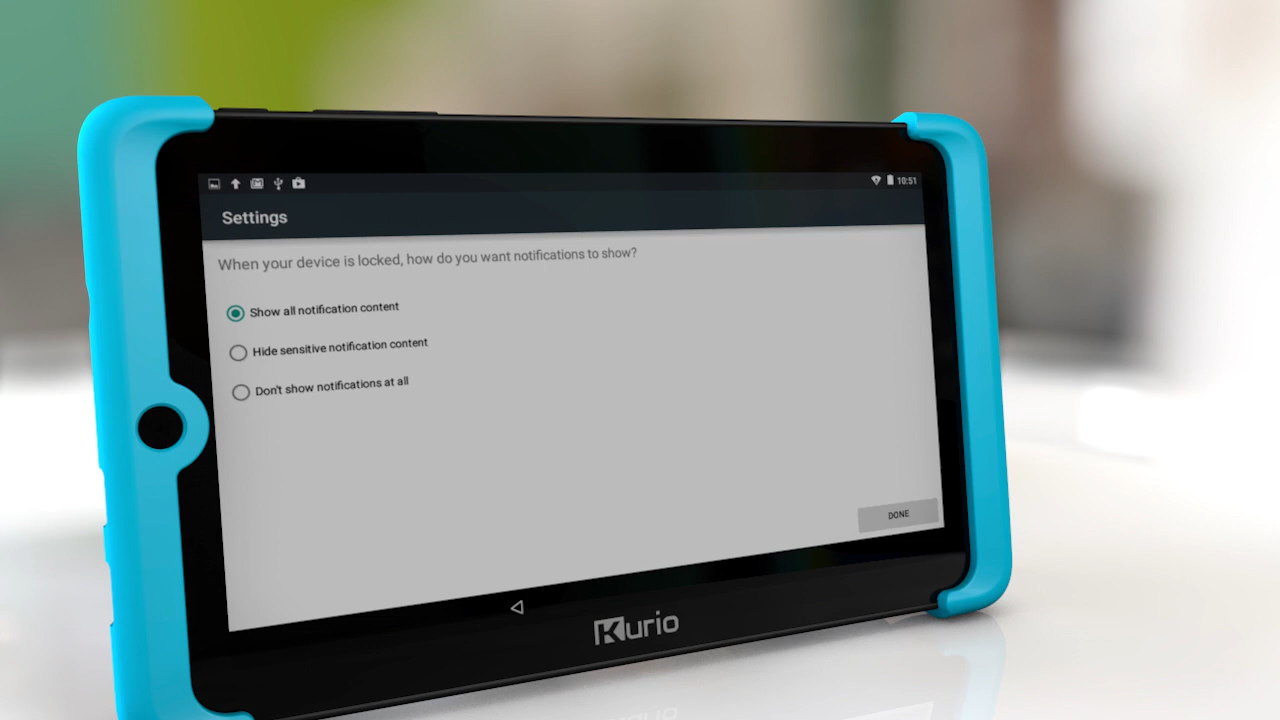 10:51
Settings
When your device is locked, how do you want notifications to show?
Show all notification content
Hide sensitive notification content
Don't show notifications at all
DONE
Kurio